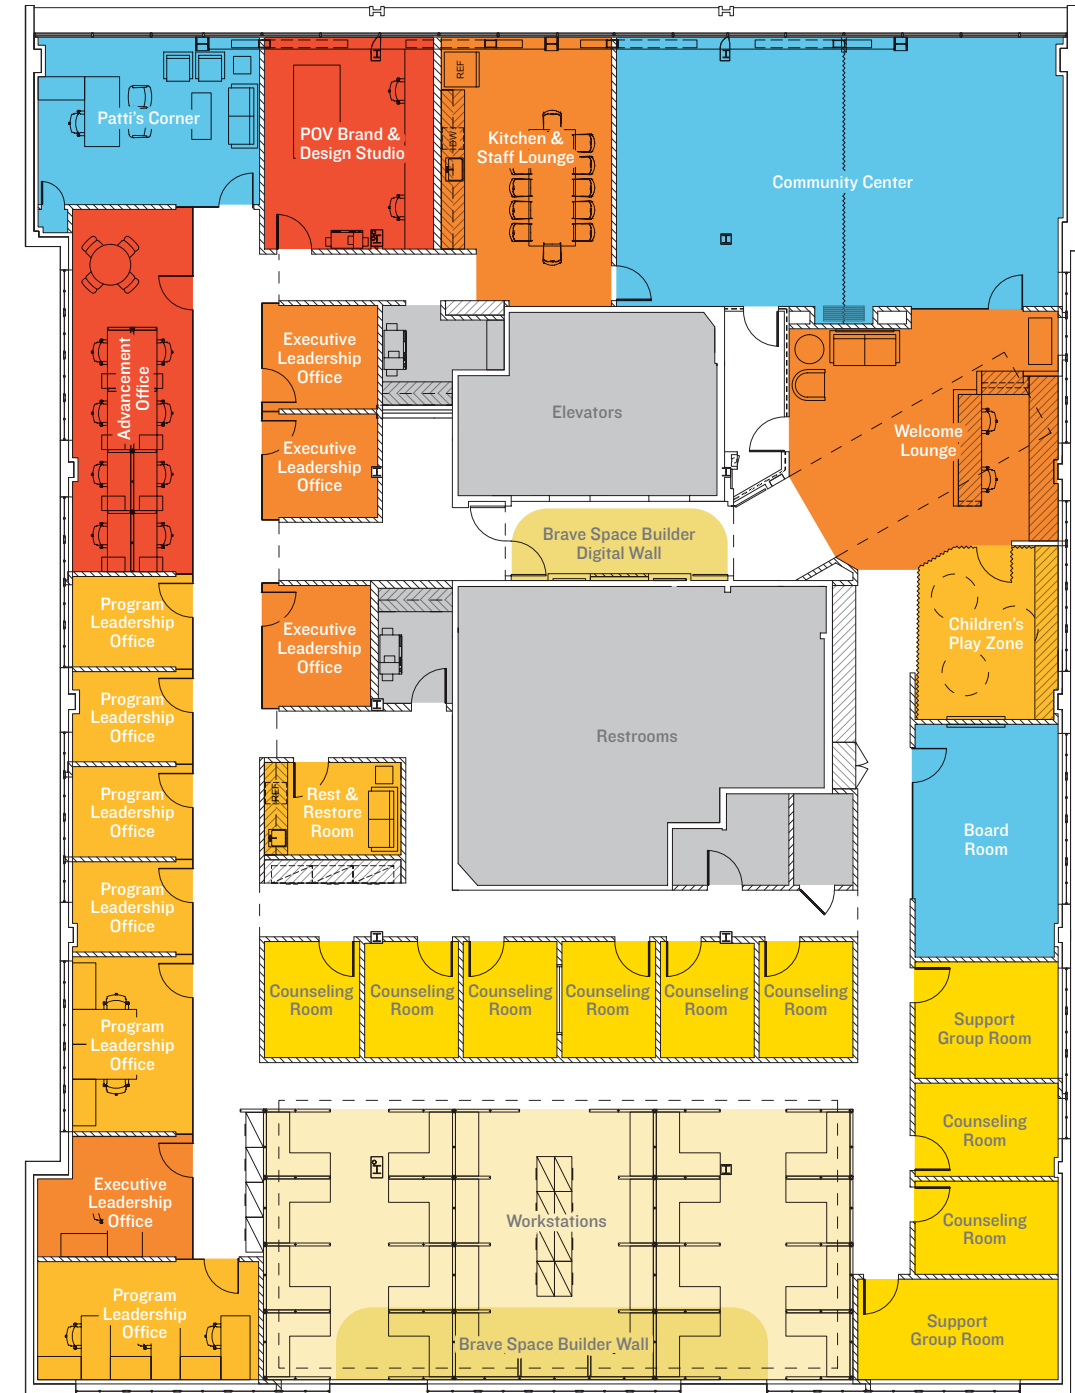 Patti's Corner
POV Brand &
Design Studio
REF
DW
Kitchen &
Staff Lounge
Community Center
Advancement
Office
Executive
Leadership
Office
Elevators
Executive
Leadership
Office
Welcome
Lounge
Brave Space Builder
Digital Wall
Program
Leadership
Office
Executive
Leadership
Office
Children's
Play Zone
Program
Leadership
Office
Restrooms
Program
Leadership
Office
REF
Rest &
Restore
Room
Board
Room
Program
Leadership
Office
Counseling
Room
Counseling
Room
Counseling
Room
Counseling
Room
Counseling
Room
Counseling
Room
Program
Leadership
Office
Support
Group Room
Counseling
Room
Executive
Leadership
Office
Workstations
Counseling
Room
Program
Leadership
Office
Brave Space Builder Wall
Support
Group Room